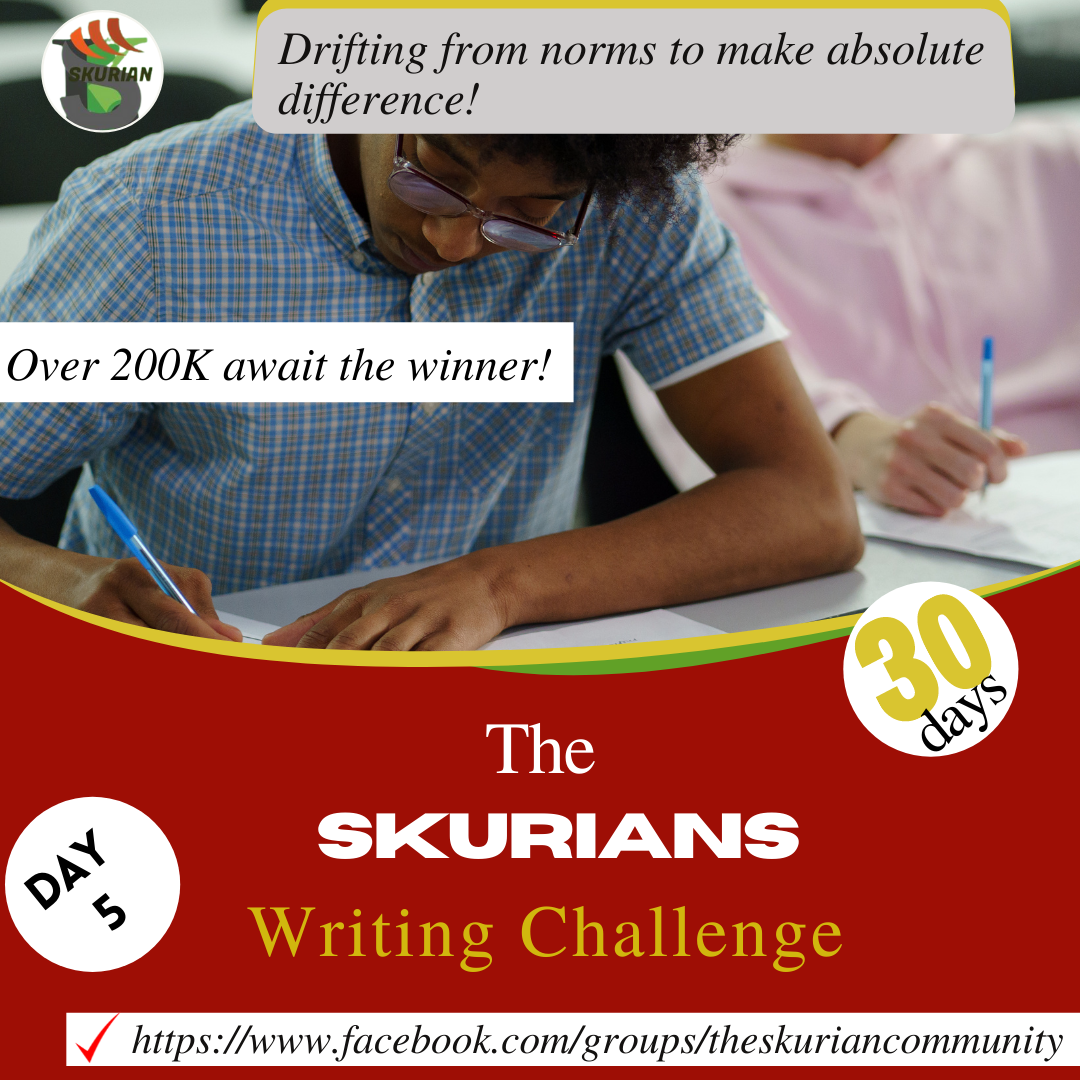 SKURIAN
Drifting from norms to make absolute
difference!
Over 200K await the winner!
30
days
The
SKURIANS
DAY
5
Writing Challenge
https://www.facebook.com/groups/theskuriancommunity